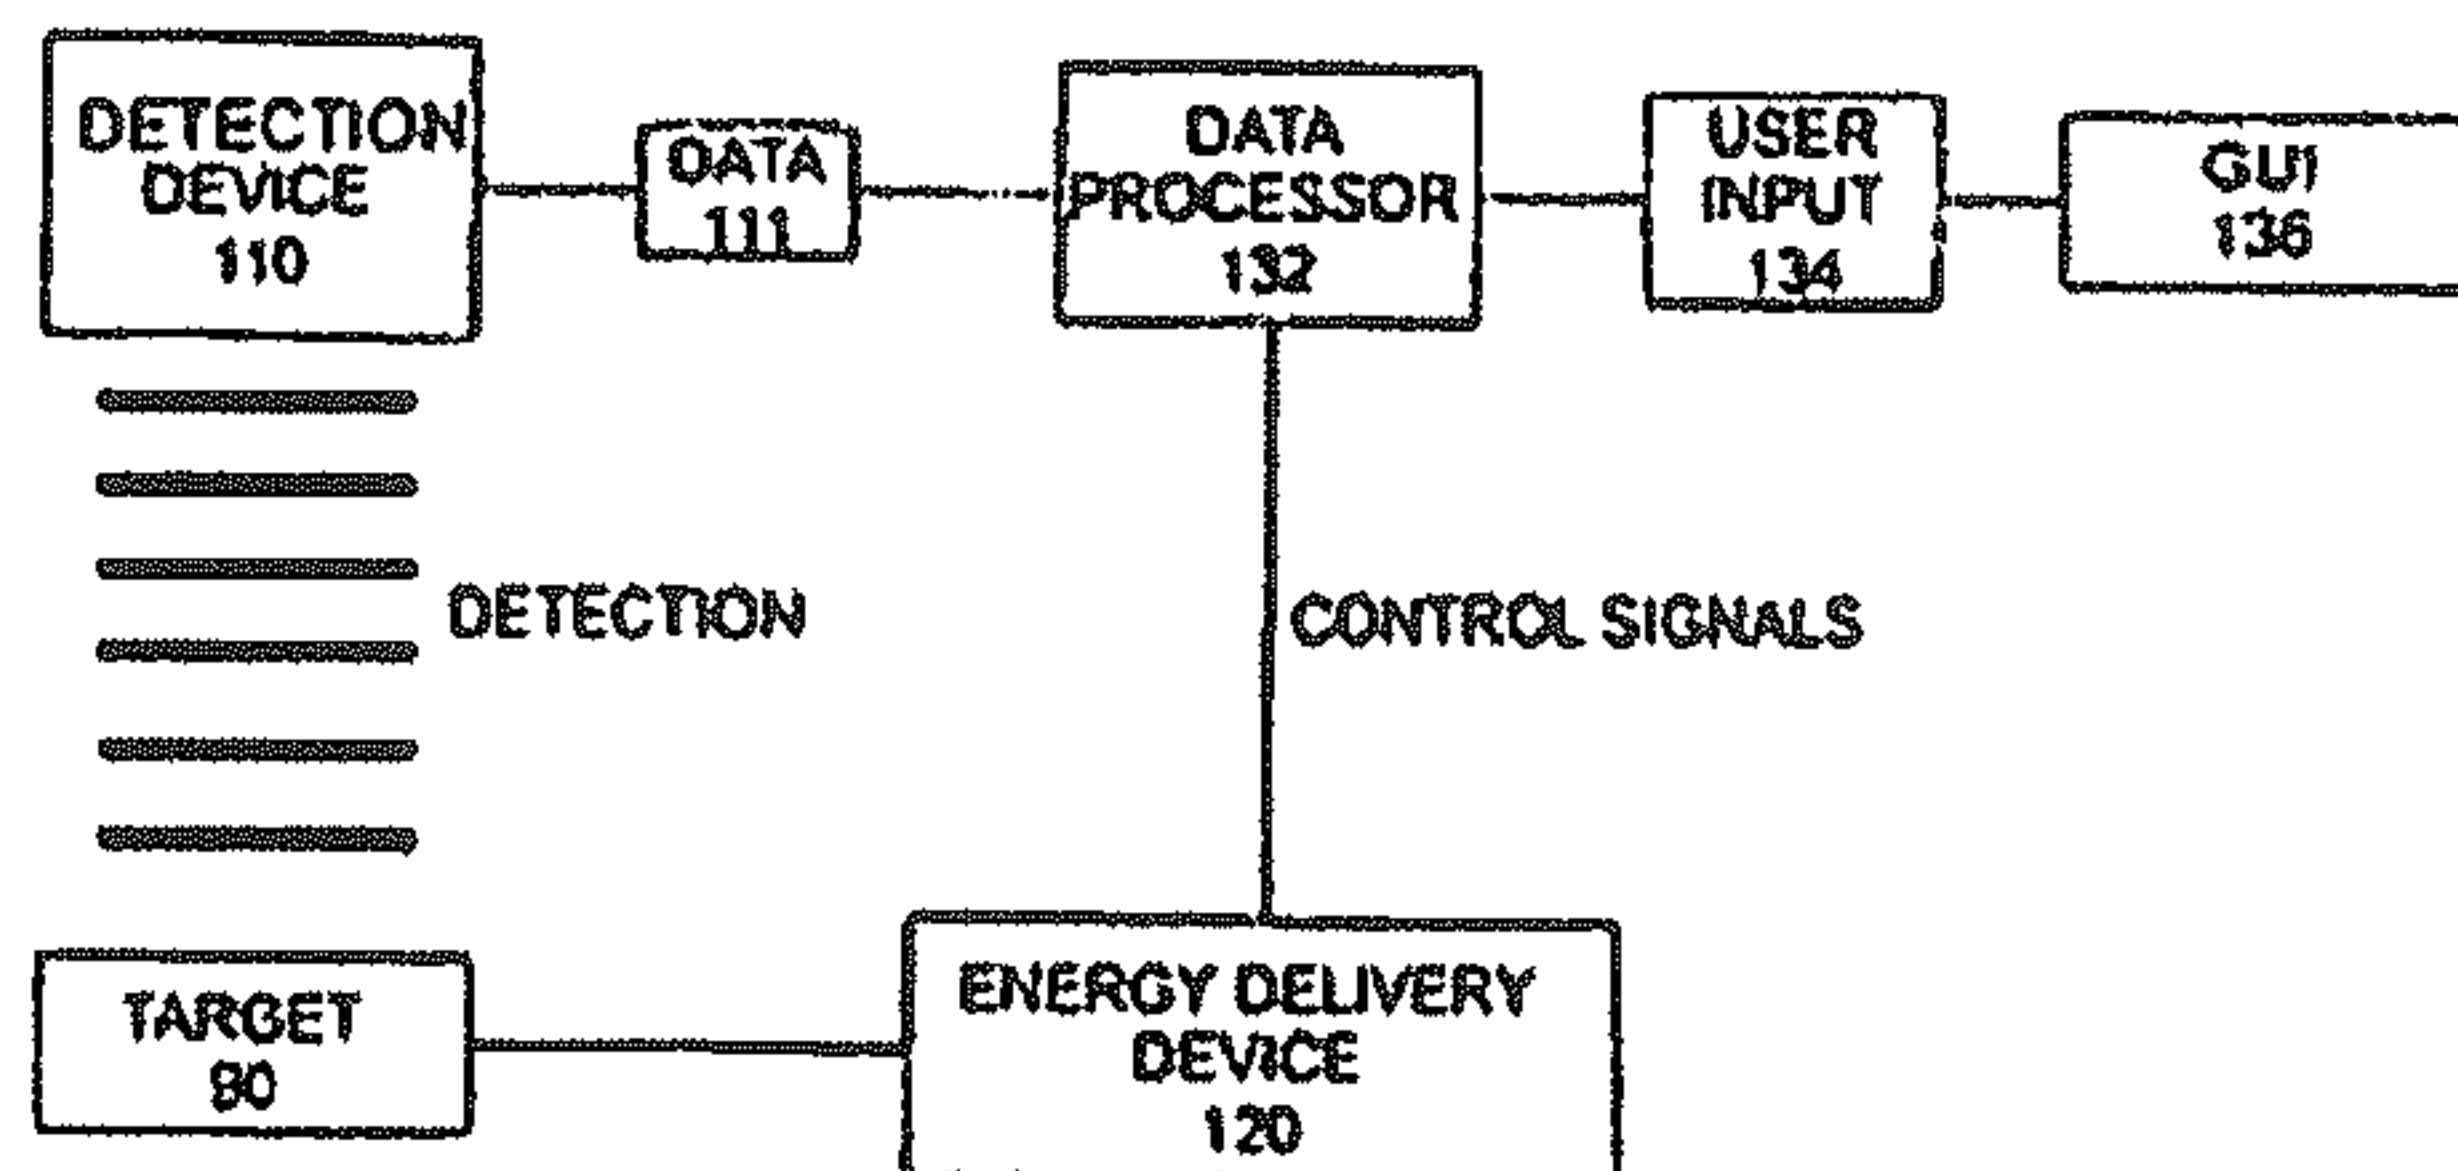 DETECTION
DEVICE
110
DATA
111
DATA
PROCESSOR
132
USER
INPUT
134
GUI
136
DETECTION
CONTROL SIGNALS
TARGET
80
ENERGY DELIVERY
DEVICE
120